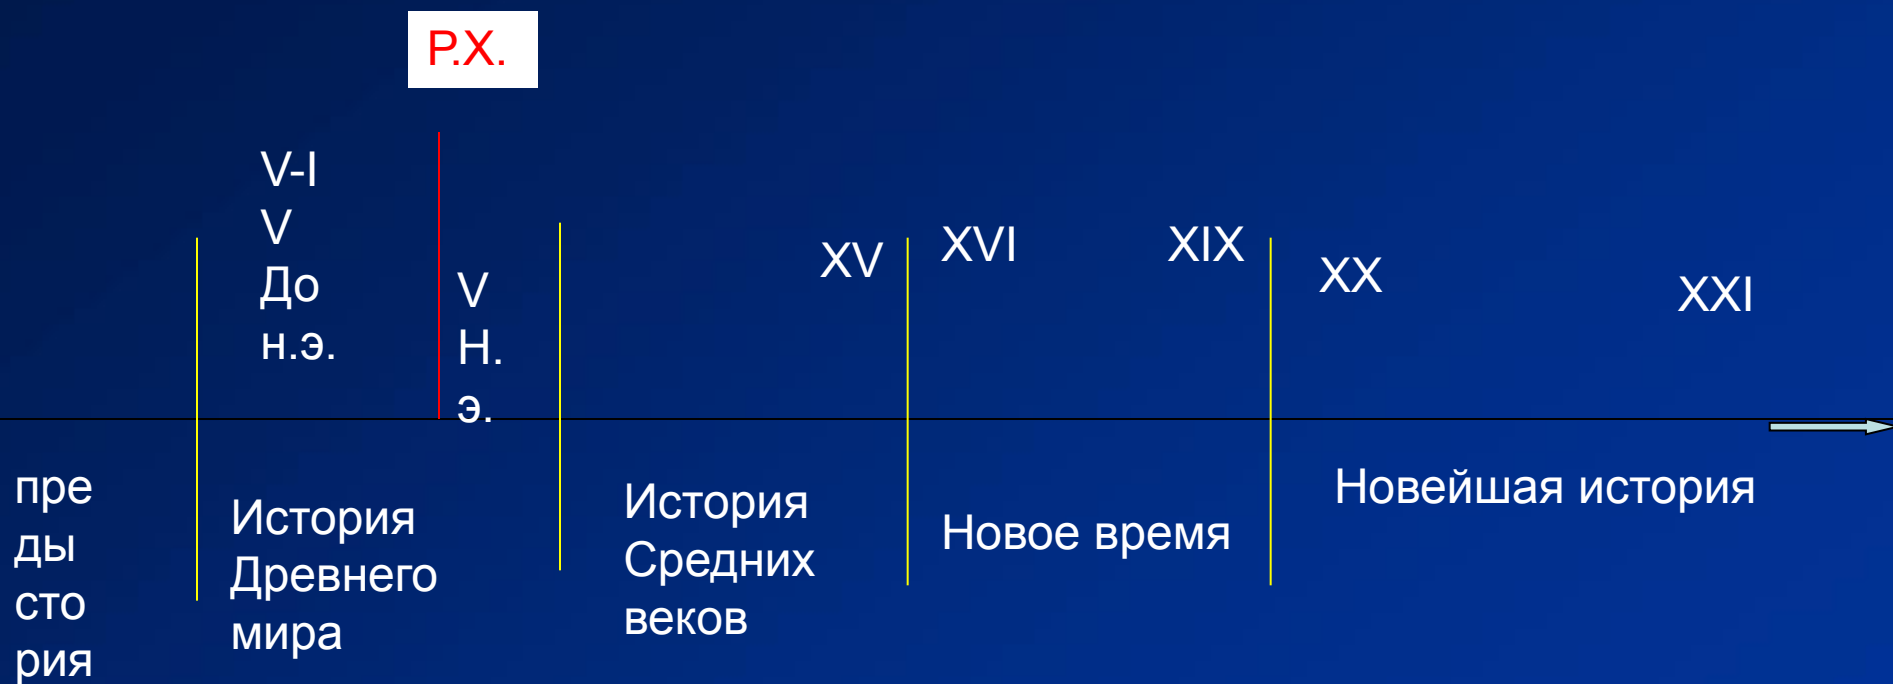 Р.Х.
V-I
V
До
н.э.
V
Н.
э.
XV
XVI
XIX
XX
XXI
пре
ды
сто
рия
История
Древнего
мира
История
Средних
веков
Новое время
Новейшая история